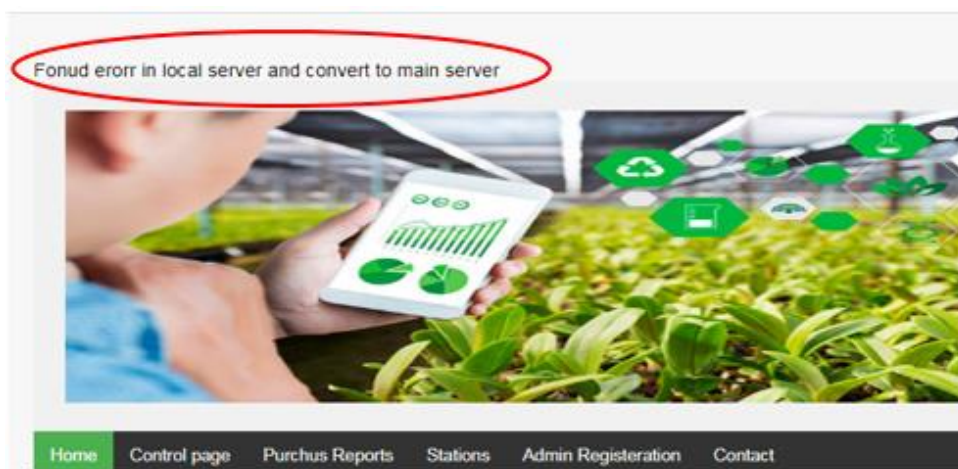 Fonud erorr in local server and convert to main server
Home Control page Purchus Reports Stations Admin Registeration Contact